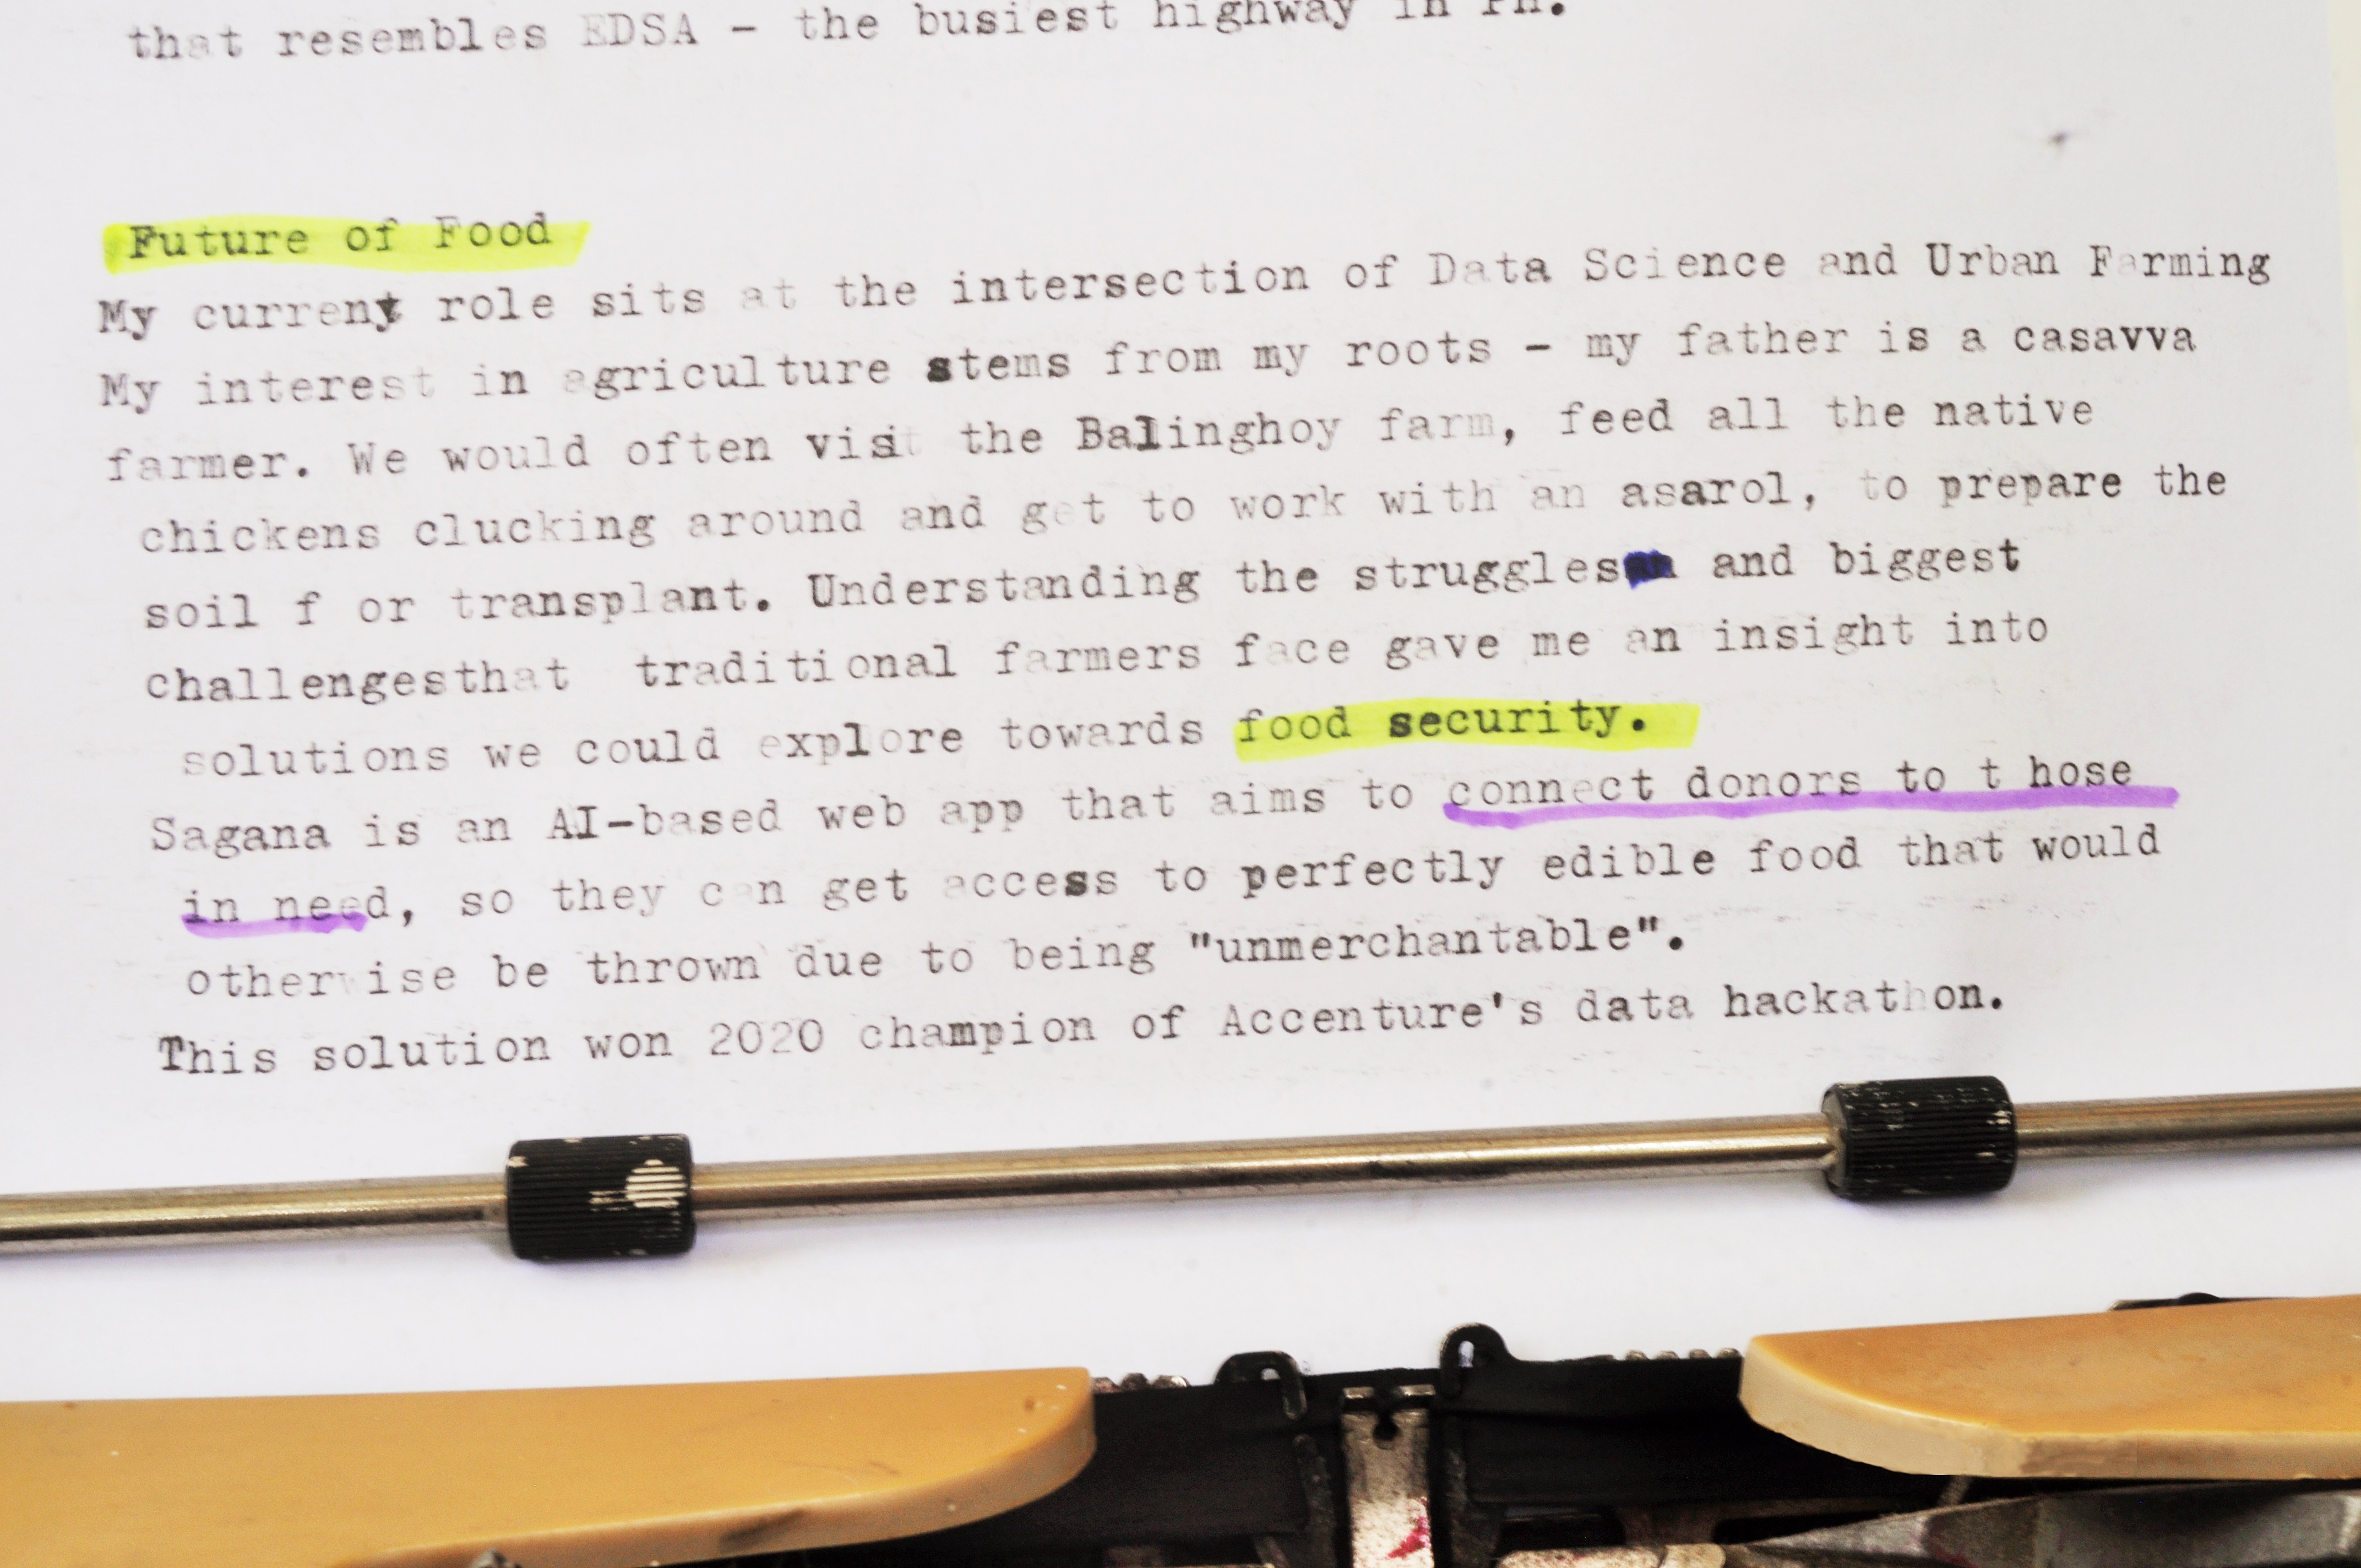 that resembles EDSA - the busiest highway in PH.
Future of Food
My current role sits at the intersection of Data Science and Urban Farming
My interest in agriculture stems from my roots - my father is a casavva
farmer. We would often visit the Balinghoy farm, feed all the native
chickens clucking around and get to work with an asarol, to prepare the
soil f or transplant. Understanding the struggles and biggest
challengesthat traditional farmers face gave me an insight into
solutions we could explore towards food security.
Sagana is an AI-based web app that aims to connect donors to t hose
in need, so they can get access to perfectly edible food that would
otherwise be thrown due to being "unmerchantable".
This solution won 2020 champion of Accenture's data hackathon.